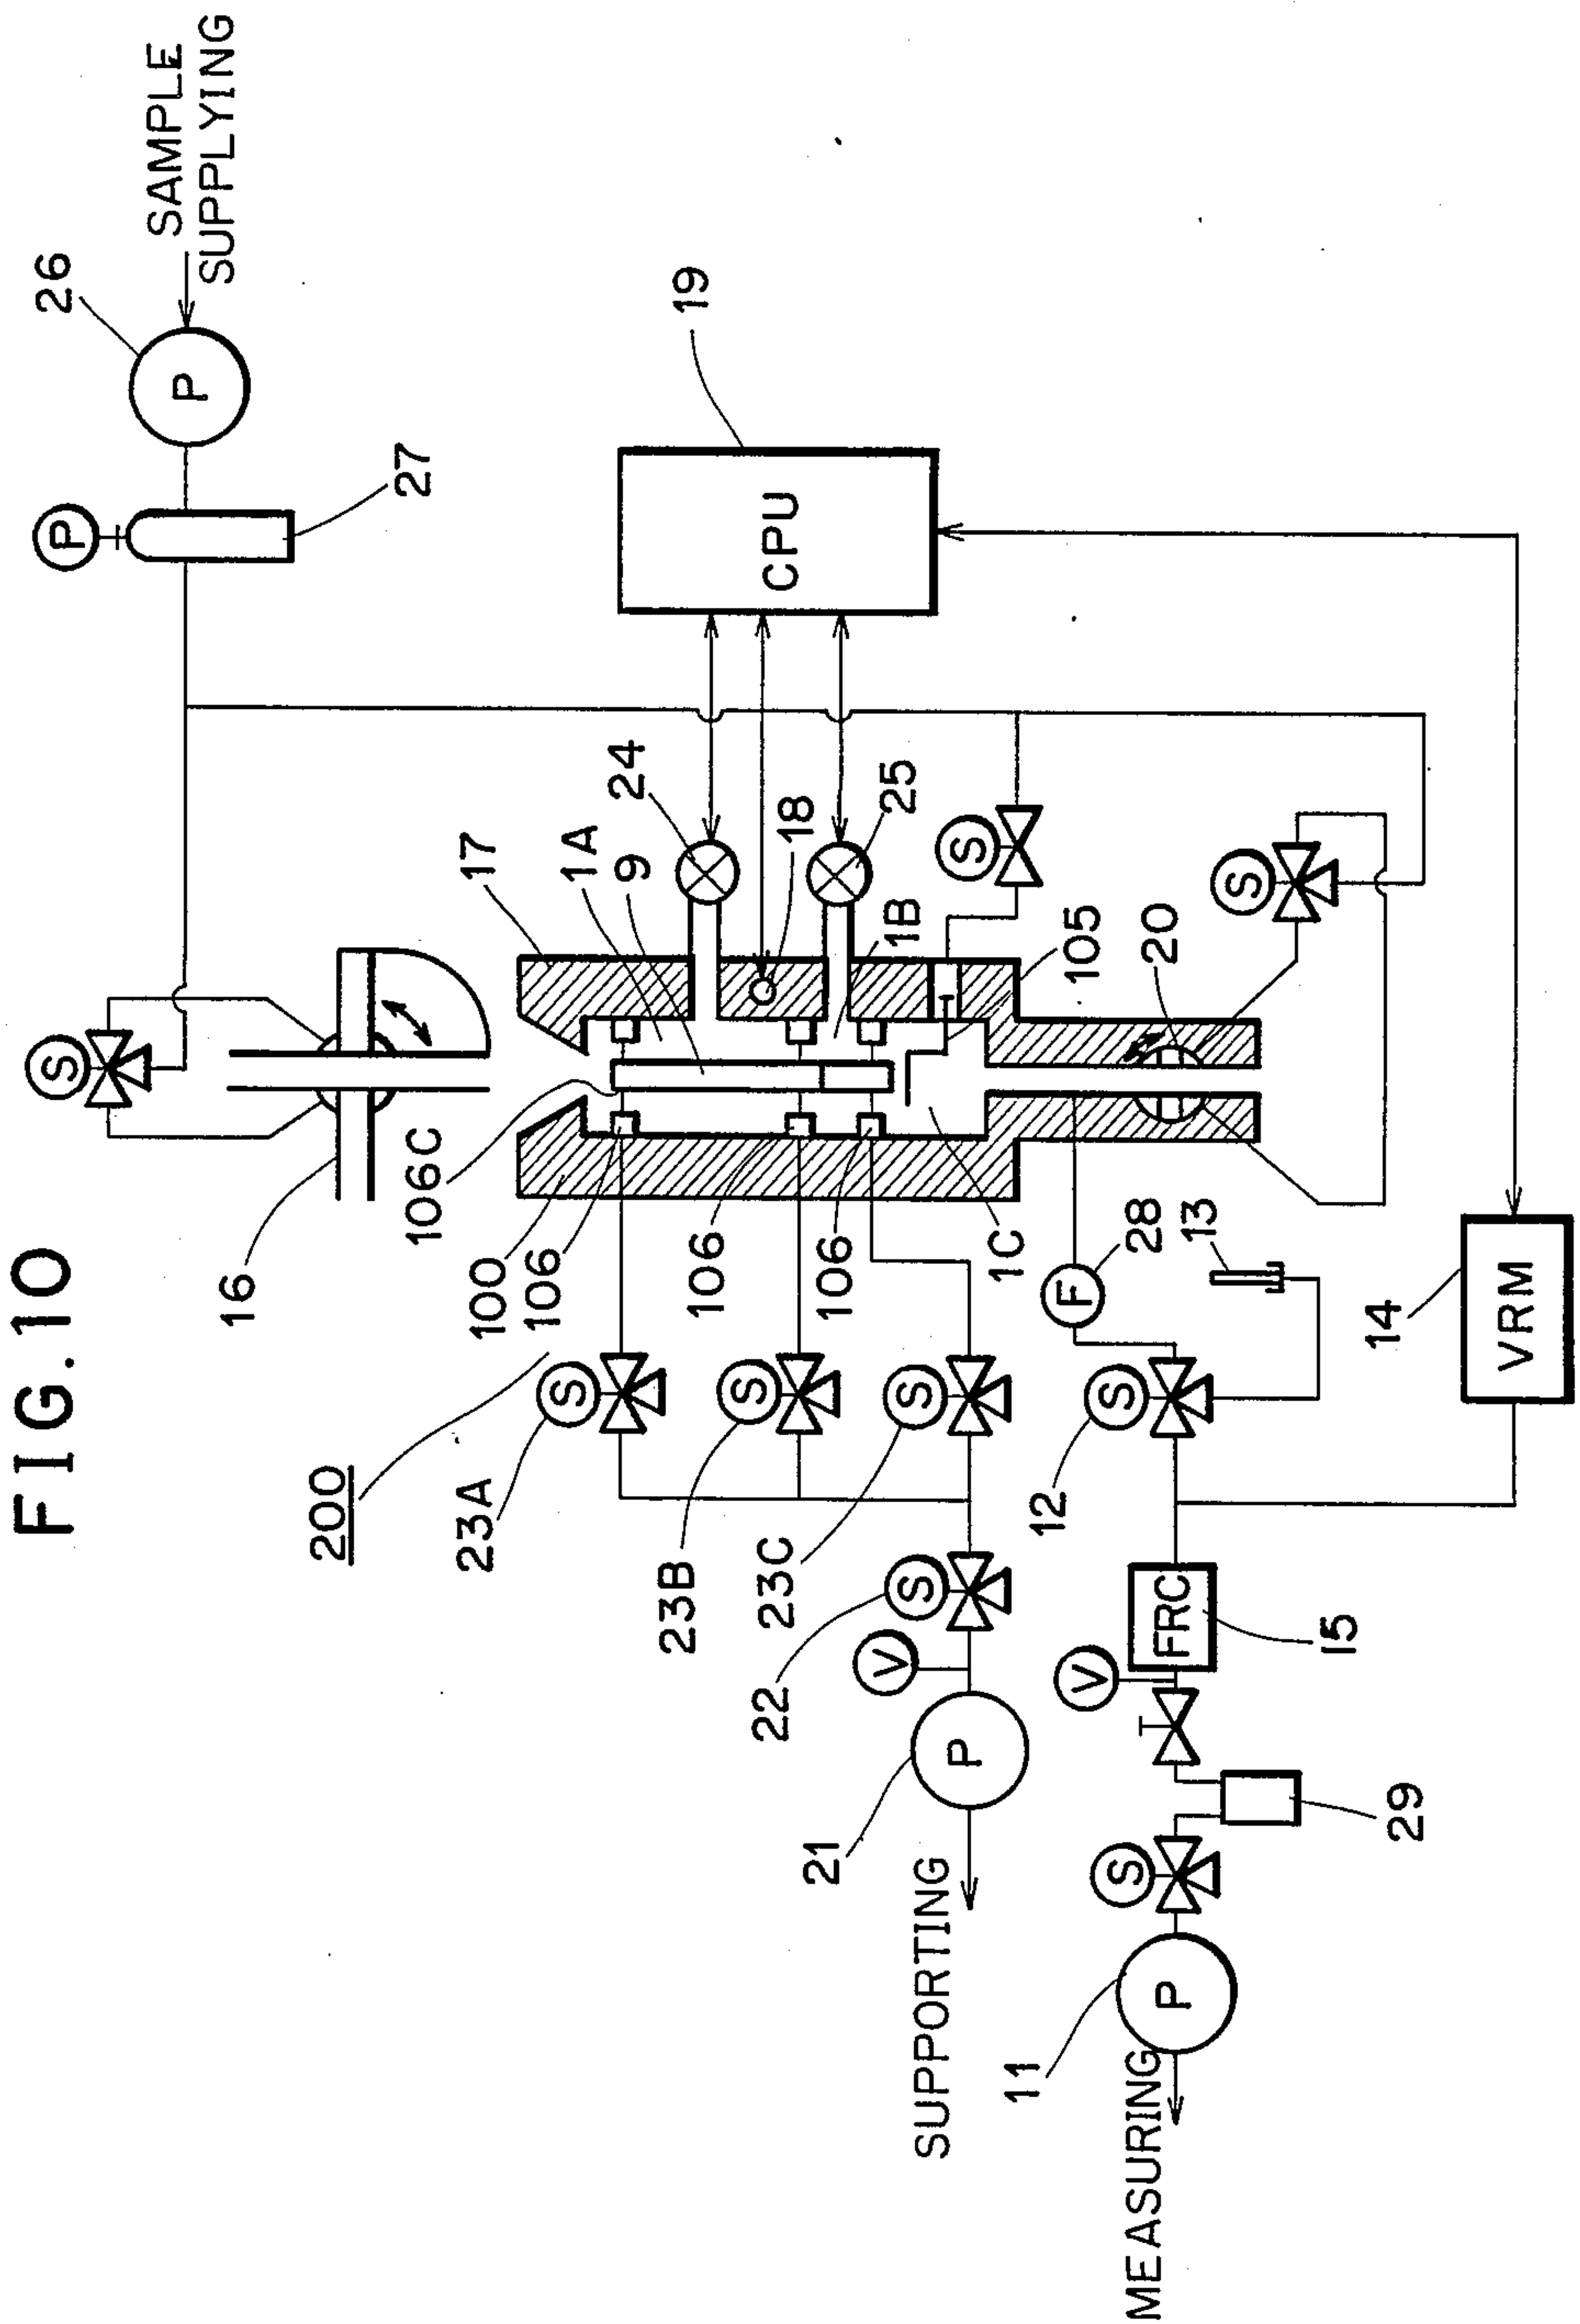 FIG.10
200
26
SAMPLE
SUPPLYING
P
P
27
S
16
106C
17
1A
9
24
18
25
1B
19
CPU
100
106
106
106
1C
105
20
S
S
28
F
13
14
VRM
23A
S
23B
S
23C
S
12
S
22
S
V
21
P
SUPPORTING
V
FRC
15
29
S
11
P
MEASURING